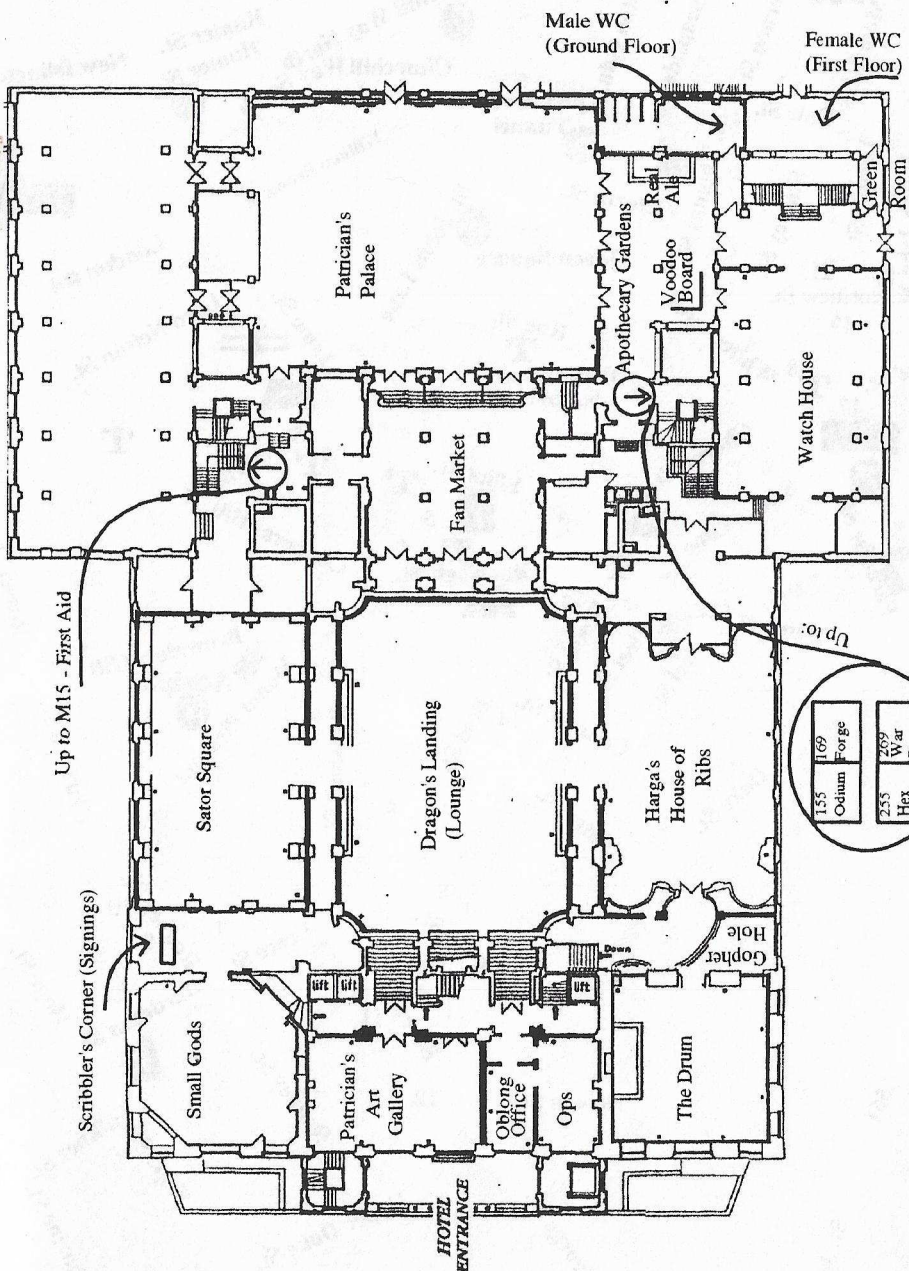 Male WC
(Ground Floor)
Female WC
(First Floor)
Patrician's
Palace
Real
Ale
Green
Room
Apothecary Gardens
Voodoo
Board
Fan Market
Watch House
Up to M15 - First Aid
Up to:
Sator Square
Dragon's Landing
(Lounge)
Harga's
House of
Ribs
155
Odium
169
Forge
255
Hex
269
War
Scribbler's Corner (Signings)
Small Gods
lift
lift
lift
Down
Gopher
Hole
Patrician's
Art
Gallery
Oblong
Office
Ops
The Drum
HOTEL
ENTRANCE